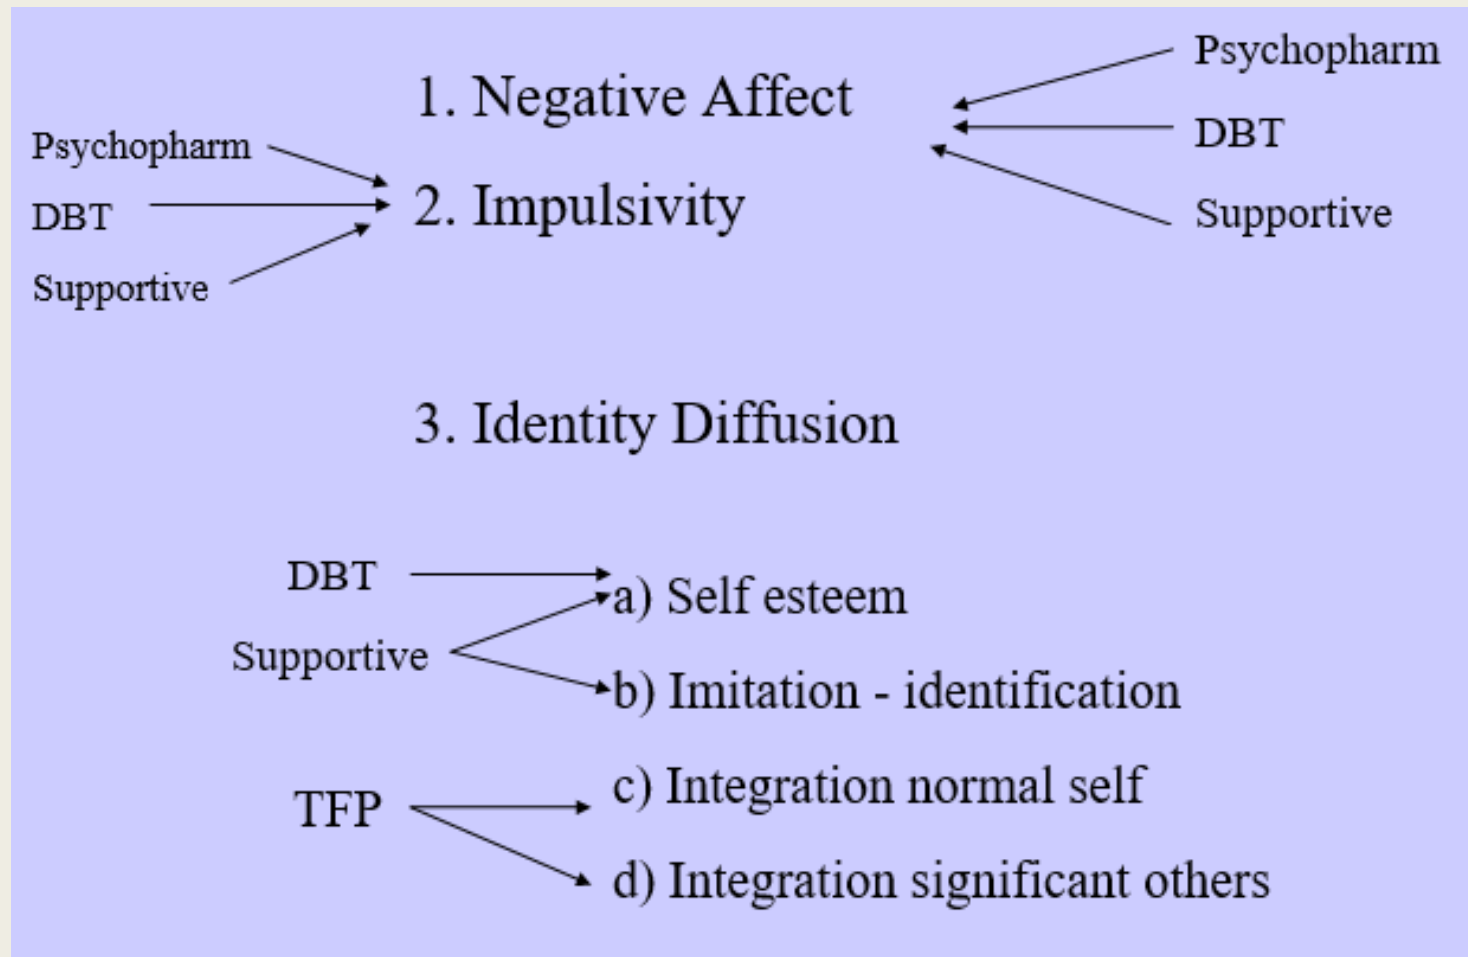 Psychopharm
1. Negative Affect
DBT
Psychopharm
2. Impulsivity
DBT
Supportive
Supportive
3. Identity Diffusion
DBT
a) Self esteem
Supportive
b) Imitation - identification
c) Integration normal self
TFP
d) Integration significant others